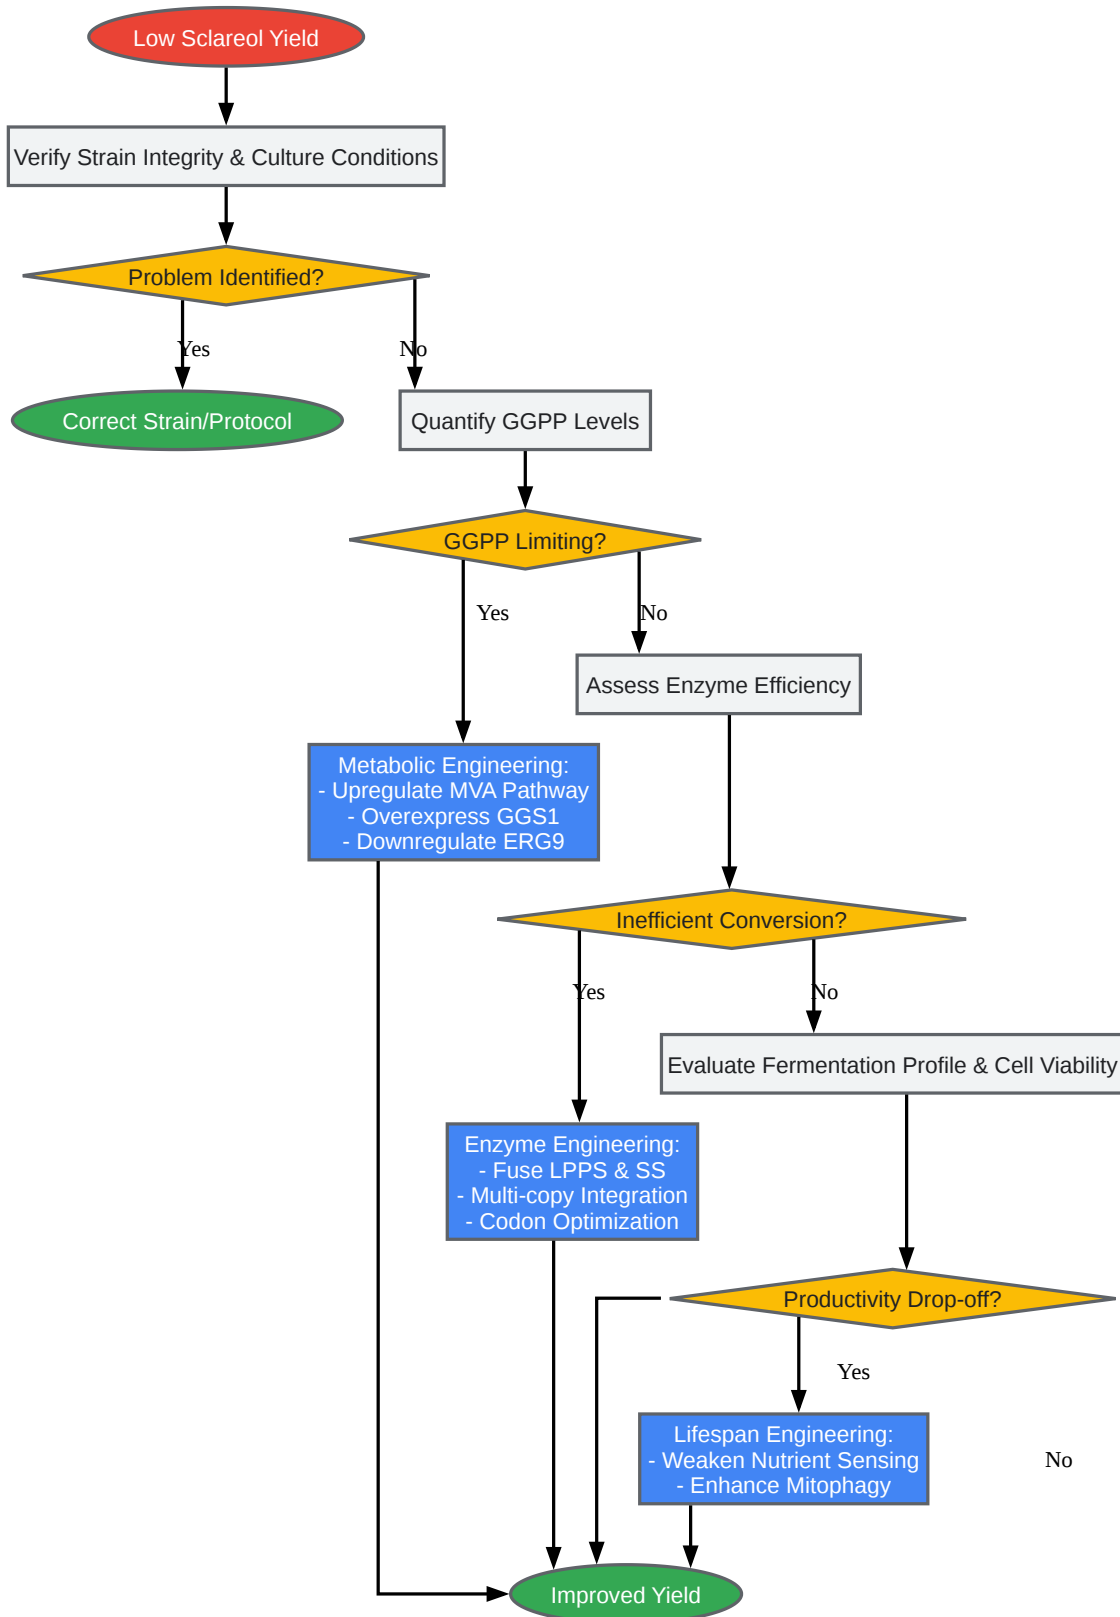 Low Sclareol Yield
Verify Strain Integrity & Culture Conditions
Problem Identified?
Yes
No
Correct Strain/Protocol
Quantify GGPP Levels
GGPP Limiting?
Yes
No
Assess Enzyme Efficiency
Metabolic Engineering:
- Upregulate MVA Pathway
- Overexpress GGS1
- Downregulate ERG9
Inefficient Conversion?
Yes
No
Evaluate Fermentation Profile & Cell Viability
Enzyme Engineering:
- Fuse LPPS & SS
- Multi-copy Integration
- Codon Optimization
Productivity Drop-off?
Yes
Lifespan Engineering:
- Weaken Nutrient Sensing
- Enhance Mitophagy
No
Improved Yield